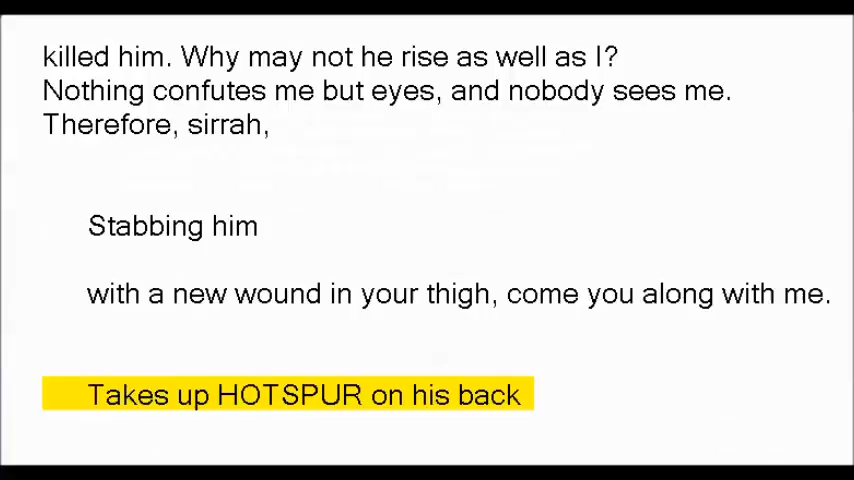 killed him. Why may not he rise as well as I?
Nothing confutes me but eyes, and nobody sees me.
Therefore, sirrah,
Stabbing him
with a new wound in your thigh, come you along with me.
Takes up HOTSPUR on his back